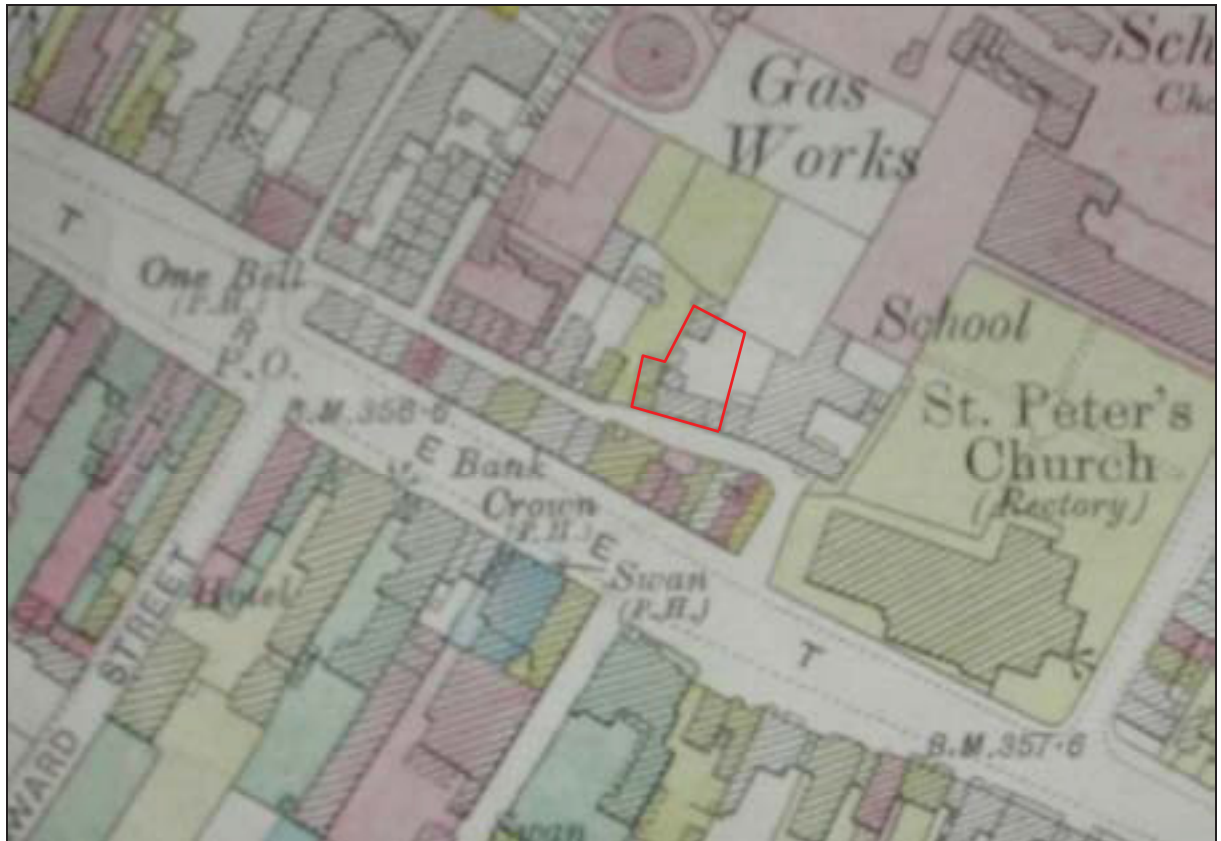 Gas
Works
Sch
One Bell
(P.H.)
P.O.
T
School
St. Peter's
Church
(Rectory)
B.M. 358·6
E
Bank
Crown
(P.H.)
E
Swan
(P.H.)
T
Hotel
STREET
WARD
B.M. 357·6